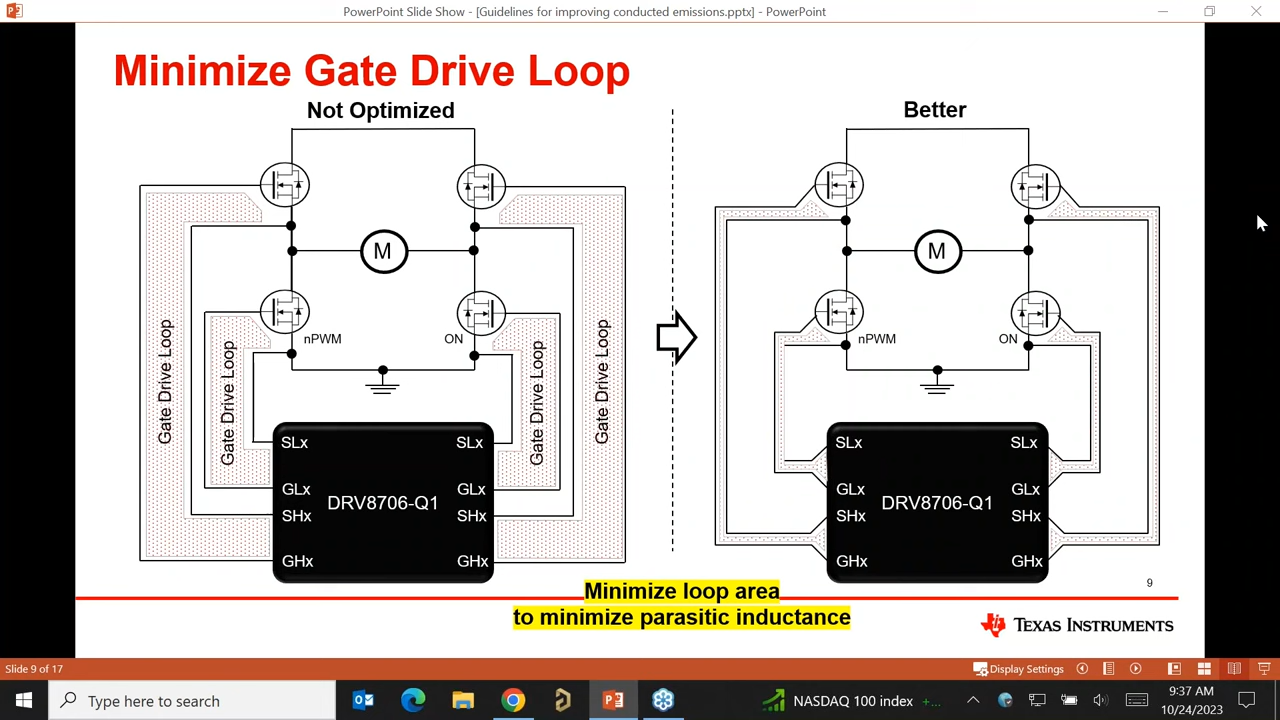 PowerPoint Slide Show - [Guidelines for improving conducted emissions.pptx] - PowerPoint
Minimize Gate Drive Loop
Not Optimized
Better
M
M
nPWM
ON
nPWM
ON
Gate Drive Loop
Gate Drive Loop
Gate Drive Loop
Gate Drive Loop
SLx
SLx
GLx
GLx
DRV8706-Q1
SHx
SHx
GHx
GHx
SLx
SLx
GLx
GLx
DRV8706-Q1
SHx
SHx
GHx
GHx
9
Minimize loop area
to minimize parasitic inductance
TEXAS INSTRUMENTS
Slide 9 of 17
Display Settings
Type here to search
NASDAQ 100 index +...
9:37 AM
10/24/2023